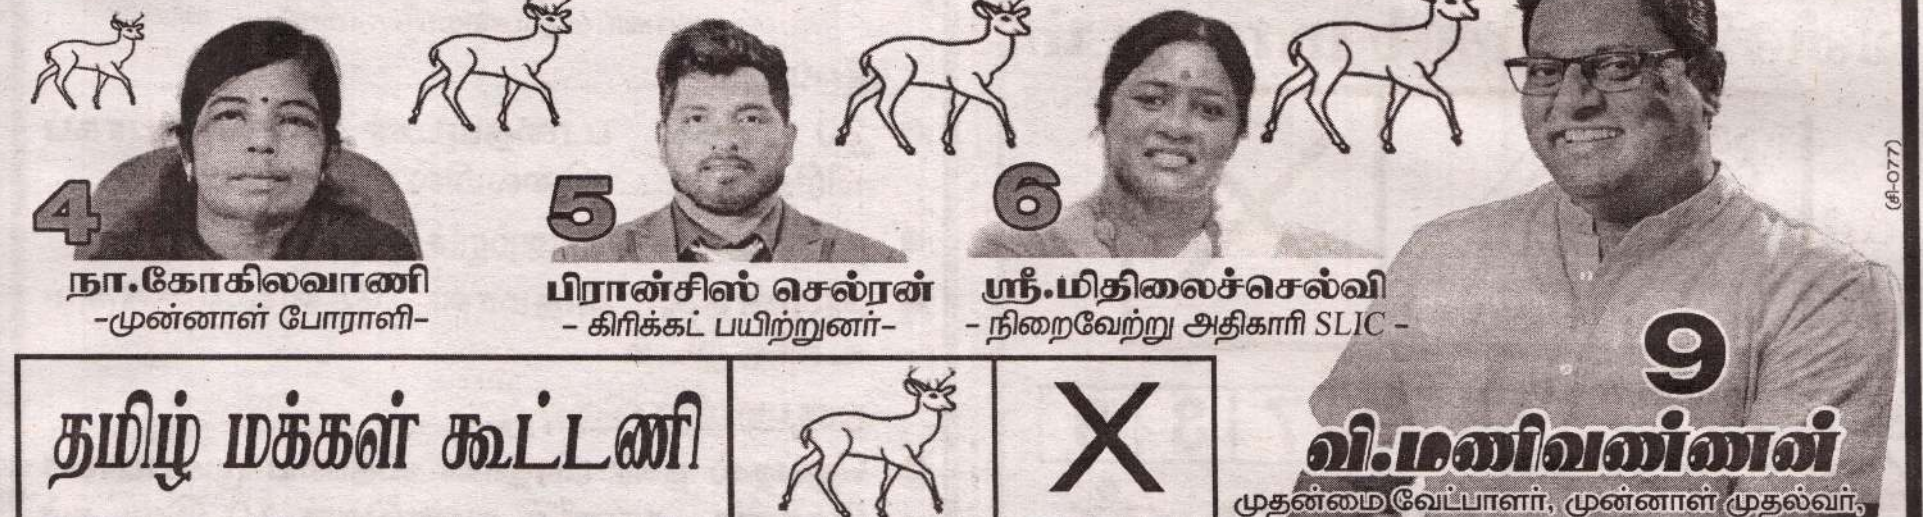 4
நா.கோகிலவாணி
-முன்னாள் போராளி-
5
பிரான்சிஸ் செல்ரன்
- கிரிக்கட் பயிற்றுனர்-
6
ஸ்ரீ.மிதிலைச்செல்வி
- நிறைவேற்று அதிகாரி SLIC -
(சி-077)
தமிழ் மக்கள் கூட்டணி
X
9
வி.மணிவண்ணன்
முதன்மை வேட்பாளர், முன்னாள் முதல்வர்,